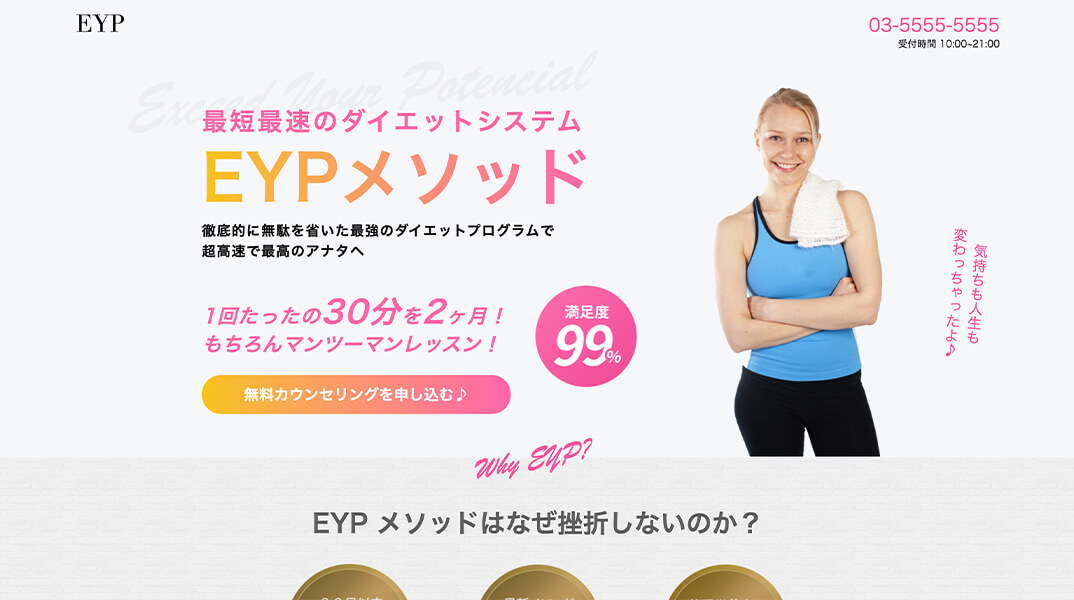 EYP
03-5555-5555
受付時間 10:00~21:00
Exceed Your Potencial
最短最速のダイエットシステム
EYPメソッド
徹底的に無駄を省いた最強のダイエットプログラムで
超高速で最高のアナタへ
1回たったの30分を2ヶ月！
もちろんマンツーマンレッスン！
満足度
99%
無料カウンセリングを申し込む♪
気持ちも人生も
変わっちゃったよ♪
Why EYP?
EYP メソッドはなぜ挫折しないのか？